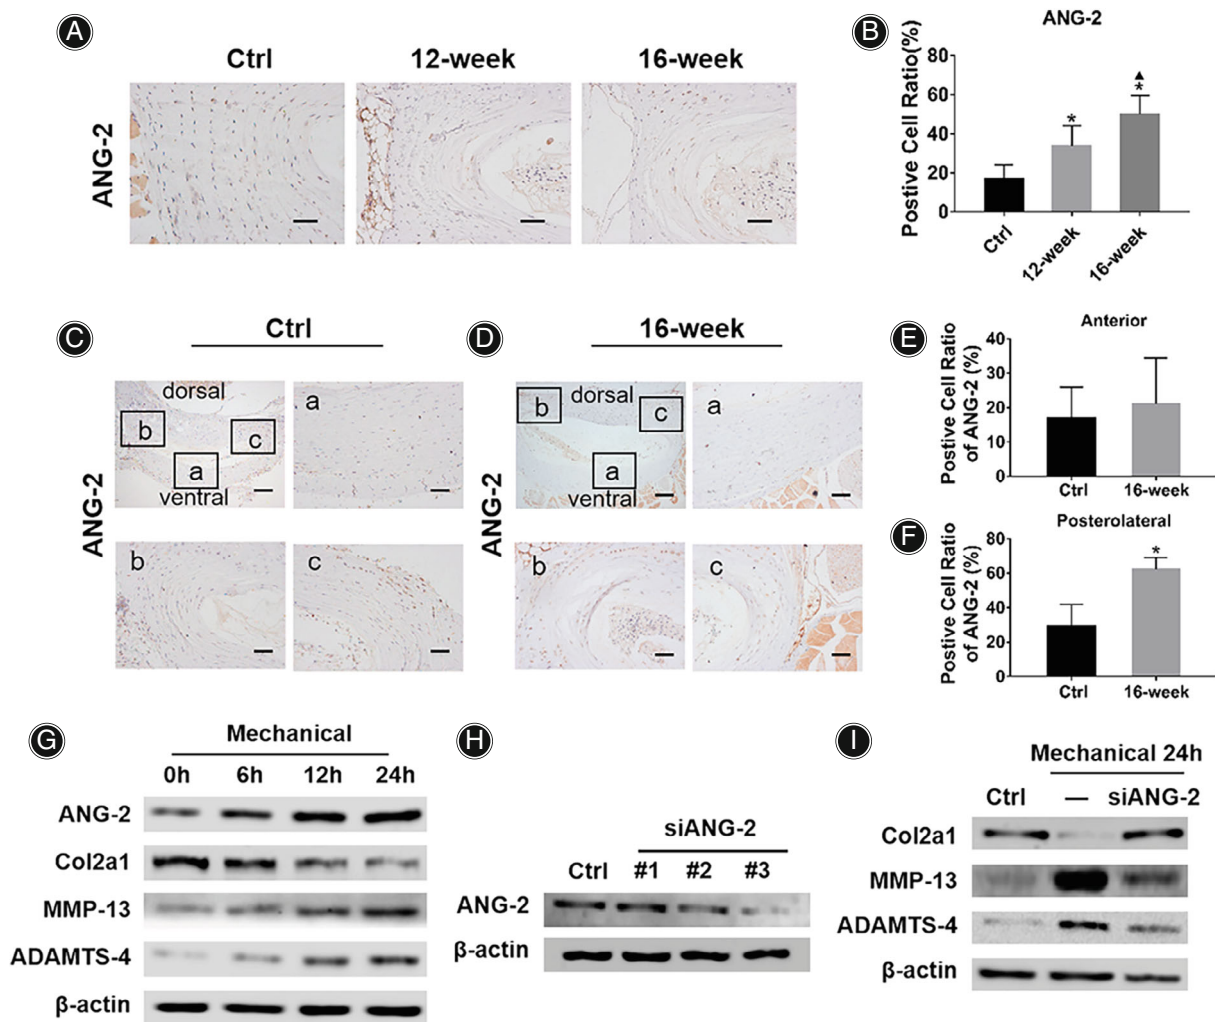 A
Ctrl
12-week
16-week
ANG-2
B
ANG-2
Postive Cell Ratio(%)
80
60
40
20
0
*
▲
*
Ctrl
12-week
16-week
C
Ctrl
ANG-2
dorsal
b
c
a
ventral
a
b
c
D
16-week
ANG-2
dorsal
b
c
a
ventral
a
b
c
E
Anterior
Postive Cell Ratio
of ANG-2 (%)
40
30
20
10
0
Ctrl
16-week
F
Posterolateral
Postive Cell Ratio
of ANG-2 (%)
80
60
40
20
0
*
Ctrl
16-week
G
Mechanical
0h 6h 12h 24h
ANG-2
Col2a1
MMP-13
ADAMTS-4
β-actin
H
siANG-2
Ctrl #1 #2 #3
ANG-2
β-actin
I
Mechanical 24h
Ctrl — siANG-2
Col2a1
MMP-13
ADAMTS-4
β-actin